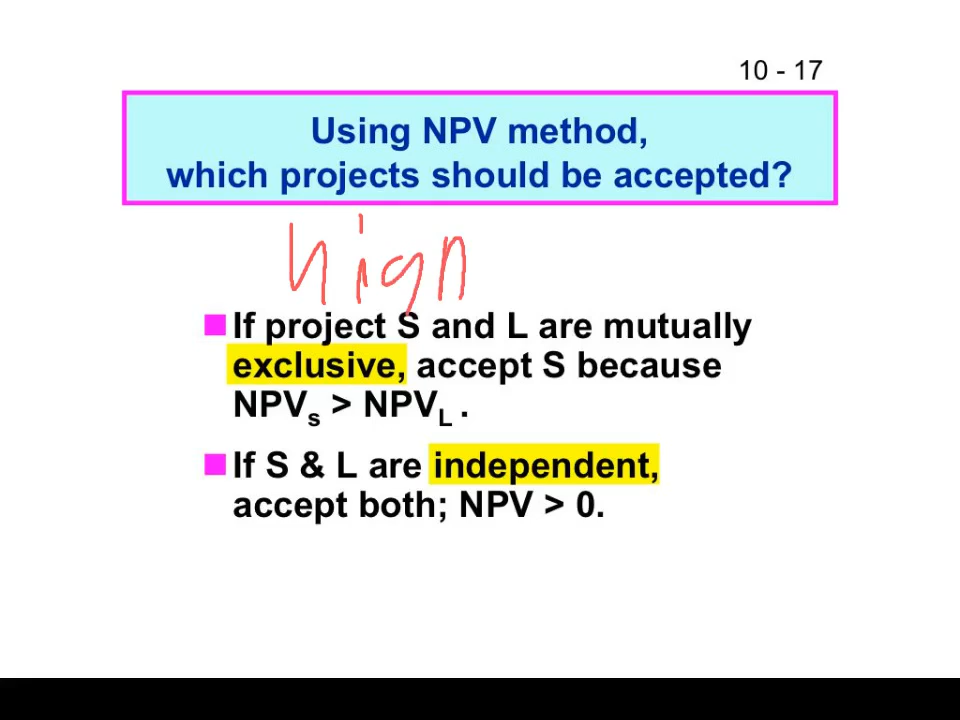 10 - 17
Using NPV method,
which projects should be accepted?
high
If project S and L are mutually
exclusive, accept S because
NPVs > NPVL .
If S & L are independent,
accept both; NPV > 0.